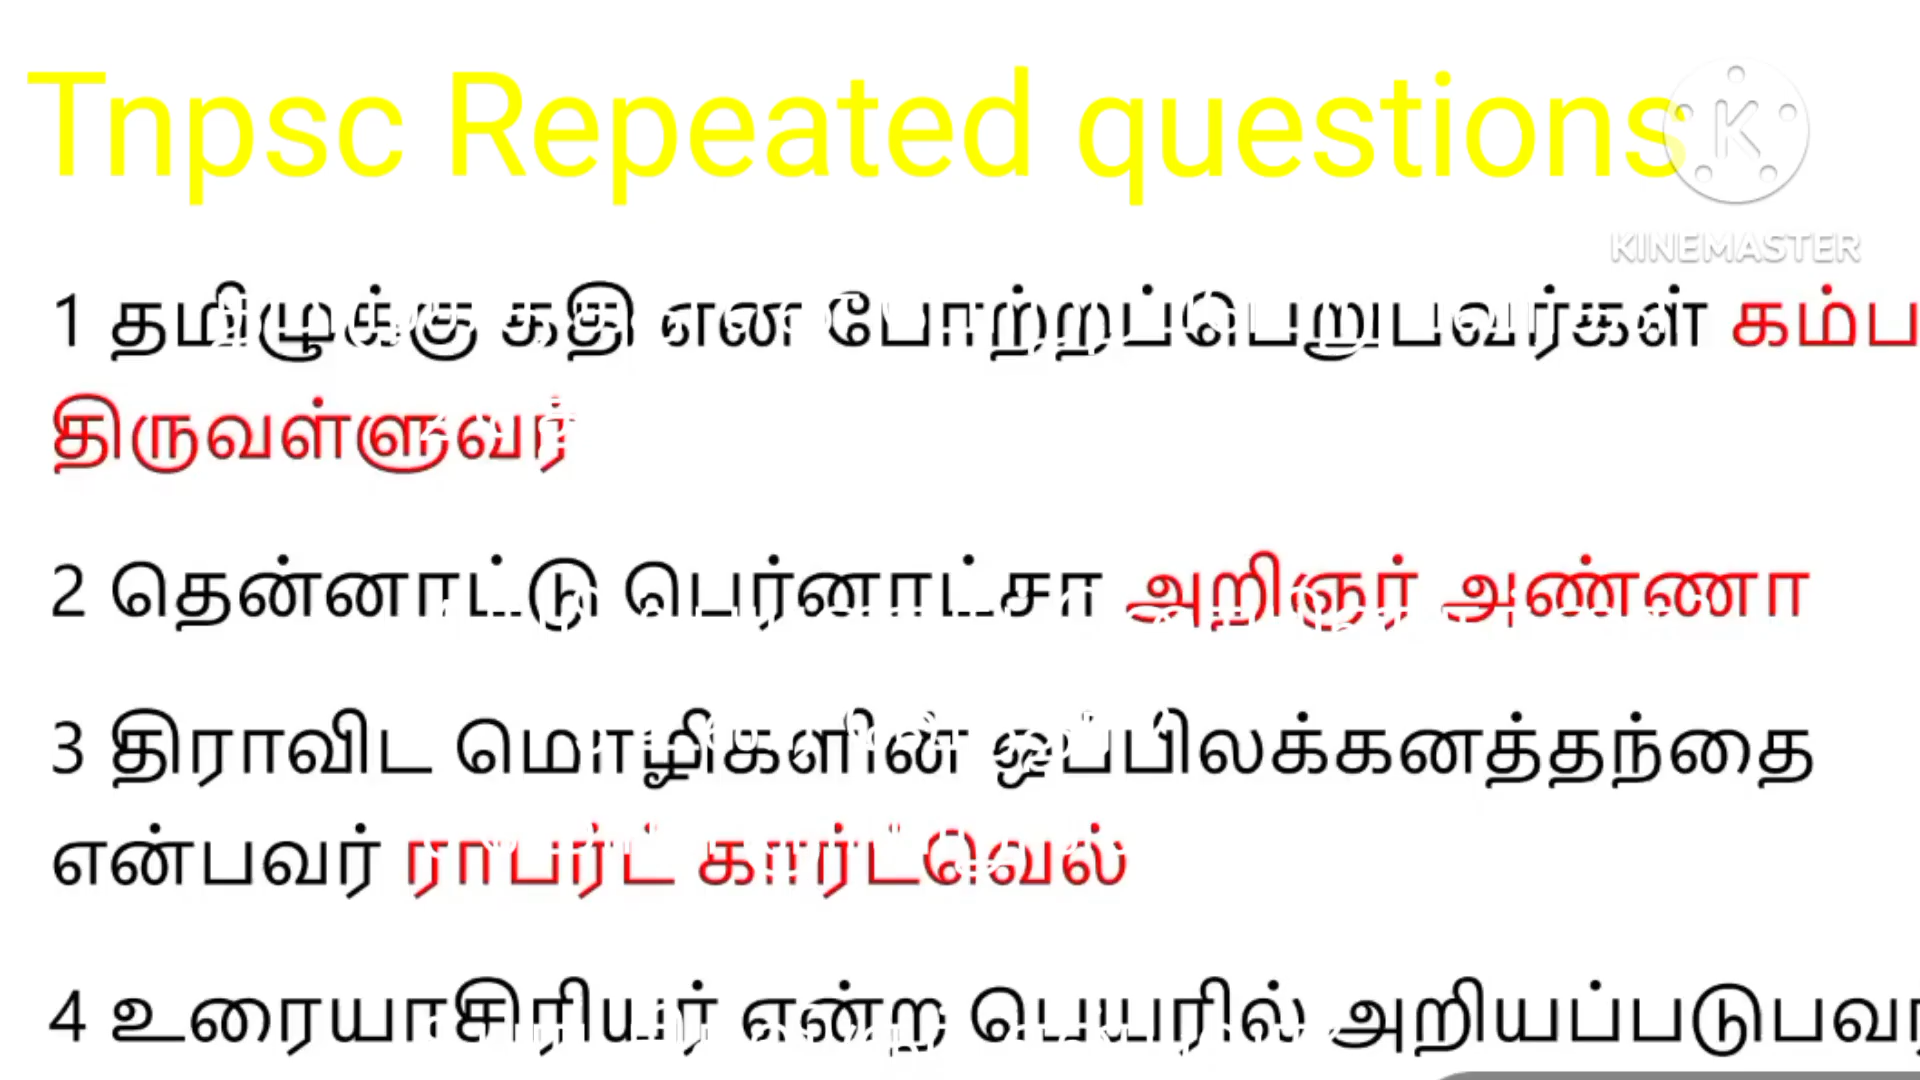 Tnpsc Repeated questions
KINEMASTER
1 தமிழுக்கு கதி என போற்றப்பெறுபவர்கள் கம்ப
திருவள்ளுவர்
2 தென்னாட்டு பெர்னாட்சா அறிஞர் அண்ணா
3 திராவிட மொழிகளின் ஒப்பிலக்கனத்தந்தை
என்பவர் ராபர்ட் கார்ட்வெல்
4 உரையாசிரியர் என்ற பெயரில் அறியப்படுபவர்